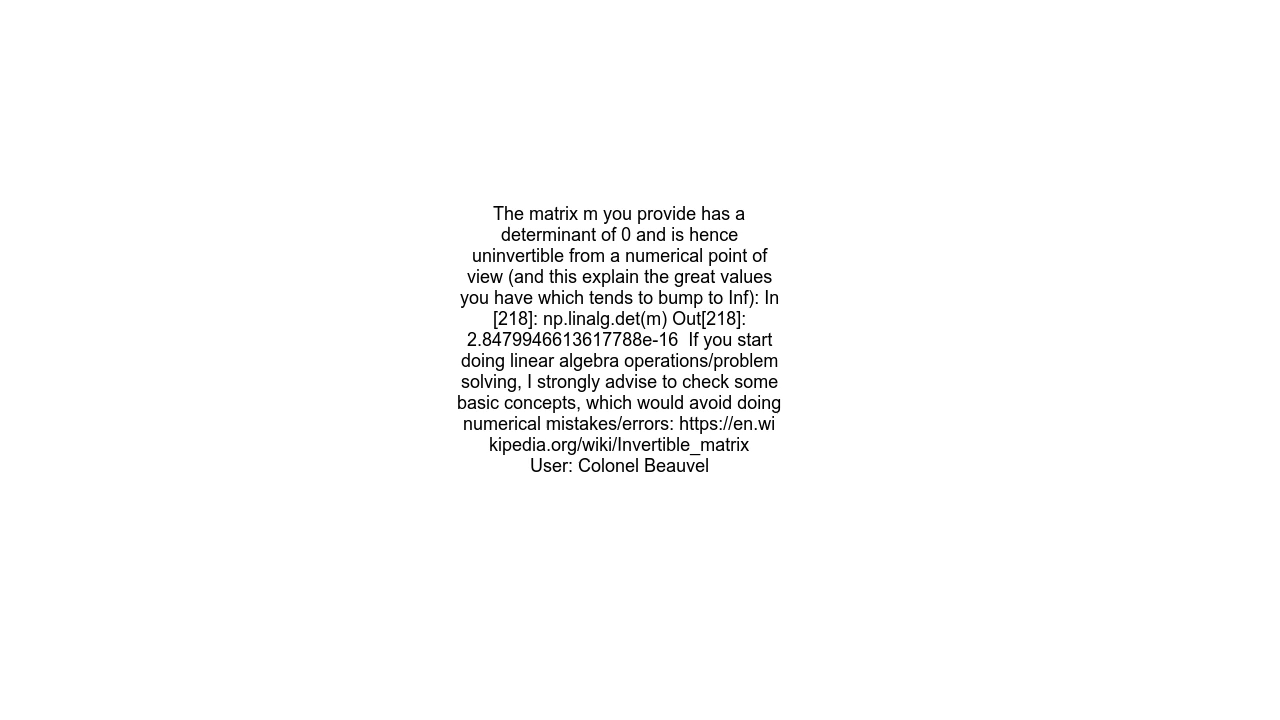 The matrix m you provide has a
determinant of 0 and is hence
uninvertible from a numerical point of
view (and this explain the great values
you have which tends to bump to Inf): In
[218]: np.linalg.det(m) Out[218]:
2.8479946613617788e-16  If you start
doing linear algebra operations/problem
solving, I strongly advise to check some
basic concepts, which would avoid doing
numerical mistakes/errors: https://en.wi
kipedia.org/wiki/Invertible_matrix
User: Colonel Beauvel